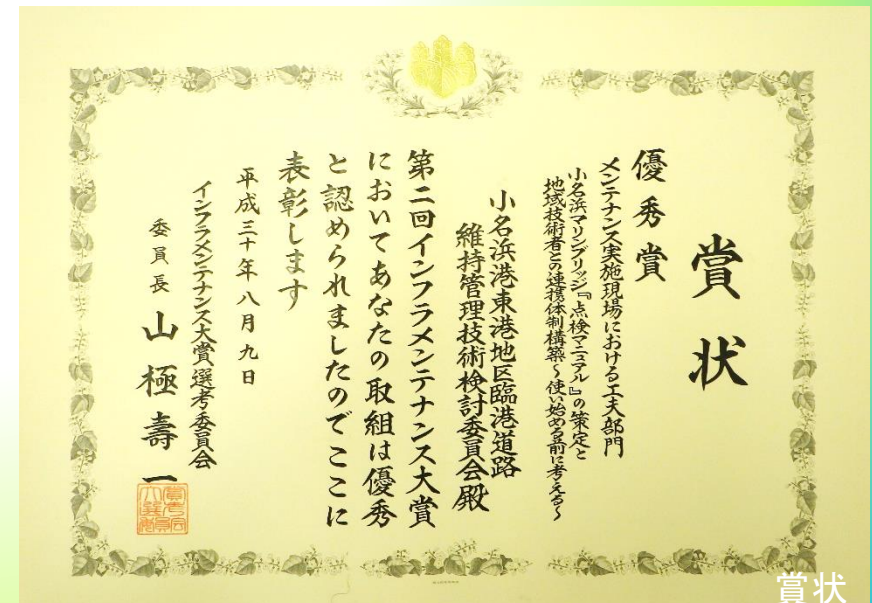 賞状
優秀賞
メンテナンス実施現場における工夫部門
小名浜マリンブリッジ『点検マニュアル』の策定と
地域技術者との連携体制構築～使い始める前に考える～
小名浜港東港地区臨港道路
維持管理技術検討委員会殿
第二回インフラメンテナンス大賞
においてあなたの取組は優秀
と認められましたのでここに
表彰します
平成三十年八月九日
インフラメンテナンス大賞選考委員会
委員長 山極壽一
賞状